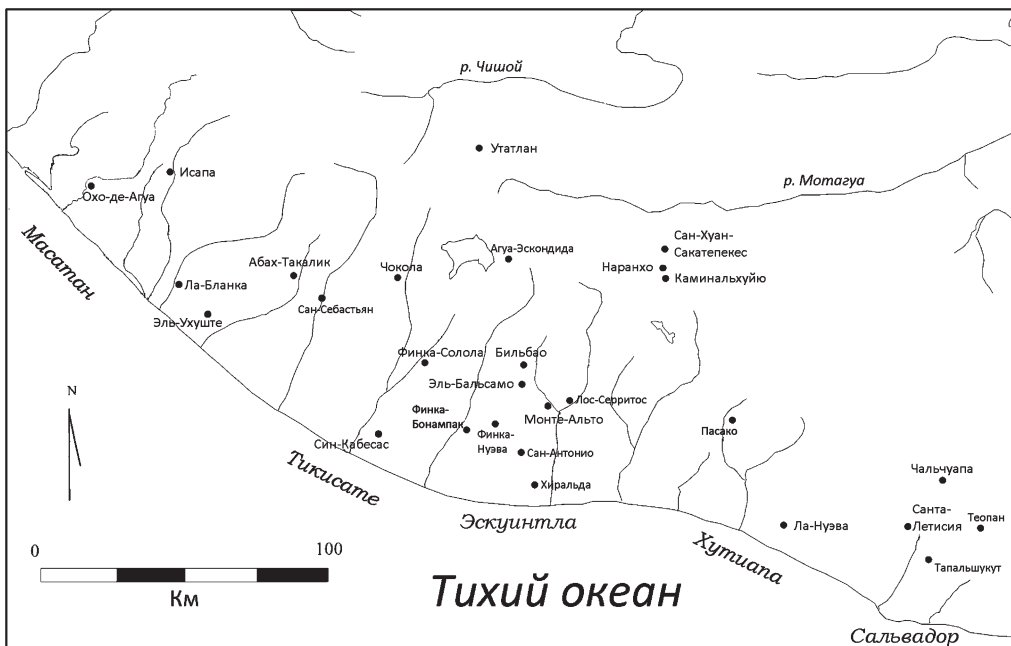 р. Чишой
Утатлан
Исапа
Охо-де-Агуа
р. Мотагуа
Масатан
Сан-Хуан-
Сакатепекес
Агуа-Эскондида
Абах-Такалик
Чокола
Наранхо
Каминальхуйю
Ла-Бланка
Сан-Себастьян
Эль-Ухуште
Финка-Солола
Бильбао
Эль-Бальсамо
Лос-Серритос
Монте-Альто
N
Финка-
Бонампак
Финка-
Нуэва
Пасако
Син-Кабесас
Сан-Антонио
Тикисате
Чальчуапа
Хиральда
Эскуинтла
Санта-
Летисия
Теопан
Ла-Нуэва
Хутиапа
0
100
Км
Тапальшукут
Тихий океан
Сальвадор